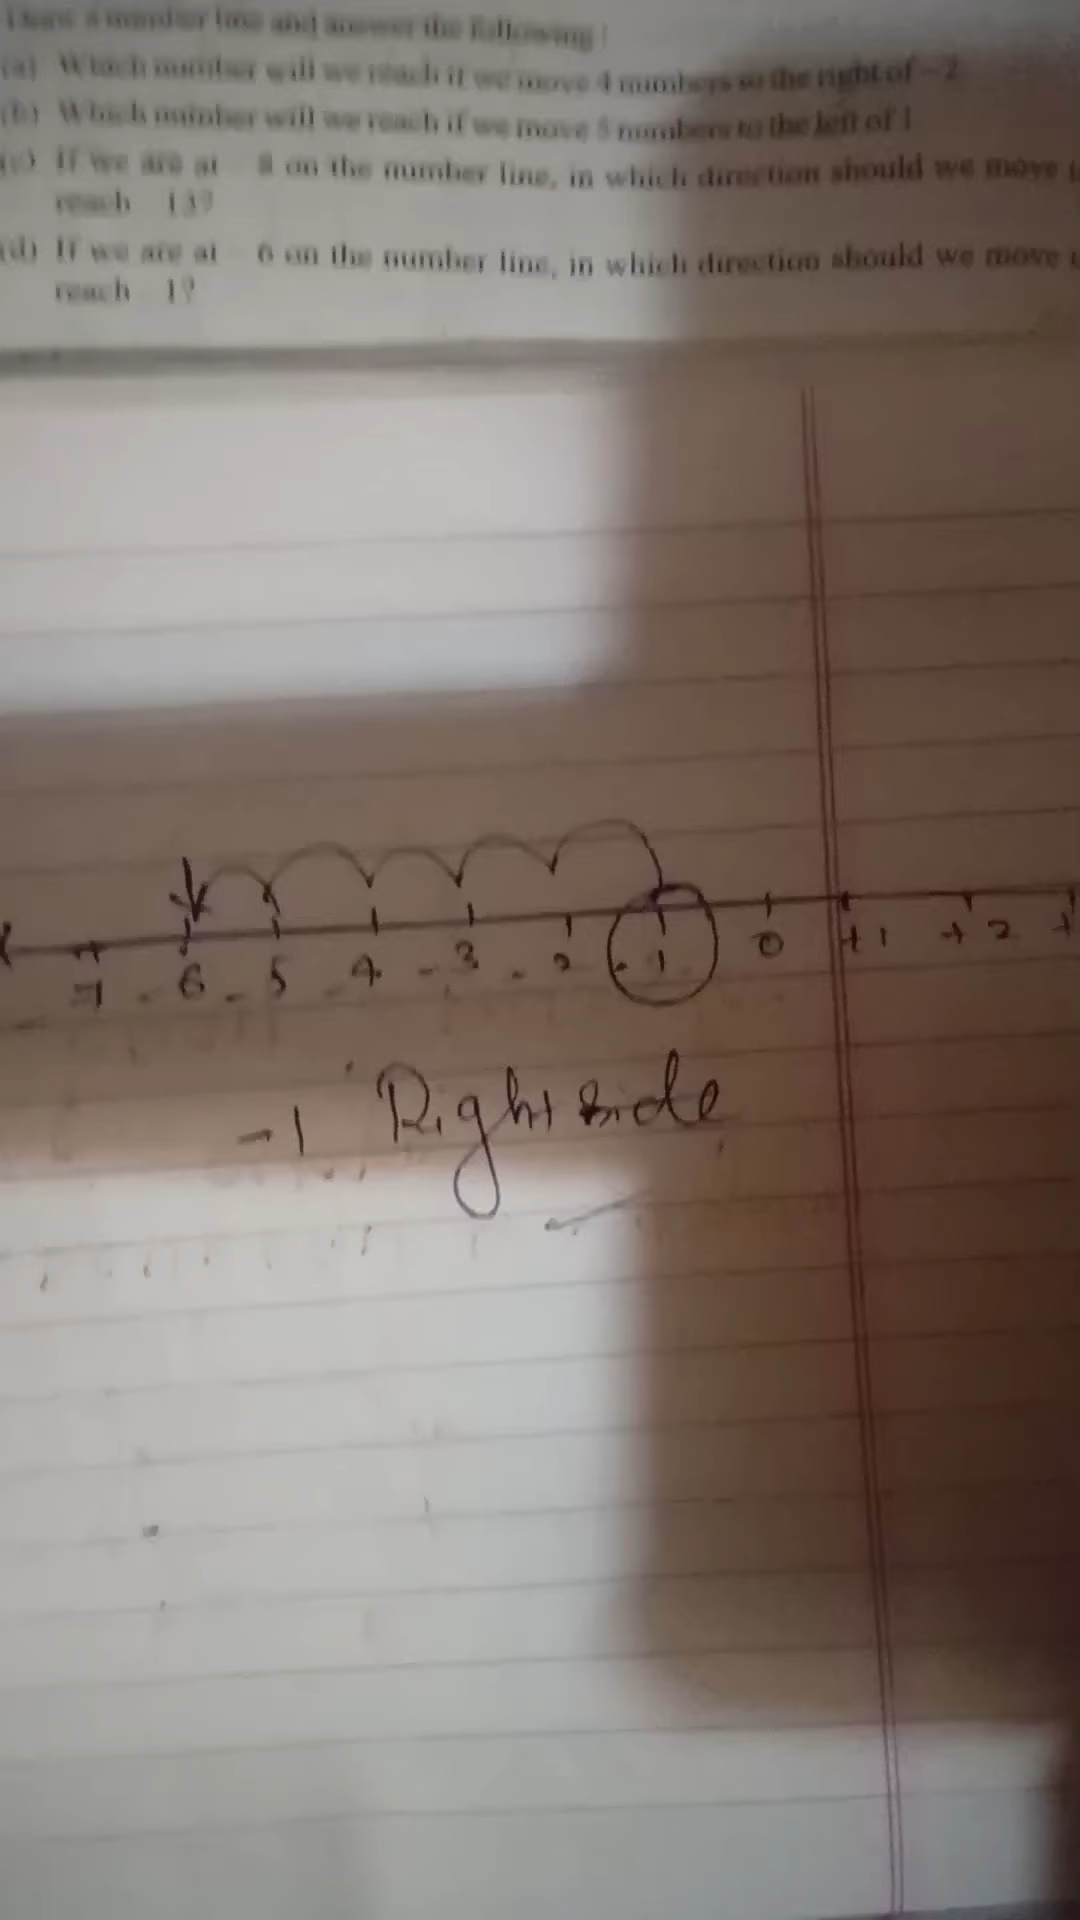 Draw a number line and answer the following :
(a) Which number will we reach if we move 4 numbers to the right of – 2
(b) Which number will we reach if we move 5 numbers to the left of 1
(c) If we are at – 8 on the number line, in which direction should we move
reach – 13?
(d) If we are at – 6 on the number line, in which direction should we move
reach – 1?
-7 -6 -5 -4 -3 -2 -1 0 +1 +2 +
-1 Right side